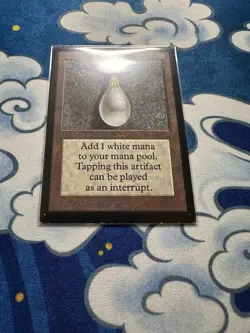 Add 1 white mana
to your mana pool.
Tapping this artifact
can be played
as an interrupt.